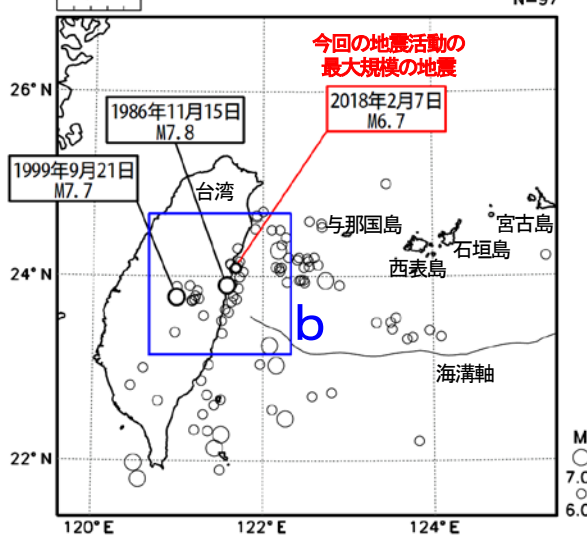 N=97
今回の地震活動の
最大規模の地震
26°N
1986年11月15日
M7.8
2018年2月7日
M6.7
1999年9月21日
M7.7
台湾
与那国島
宮古島
石垣島
西表島
24°N
b
海溝軸
22°N
M
7.0
6.0
120°E
122°E
124°E